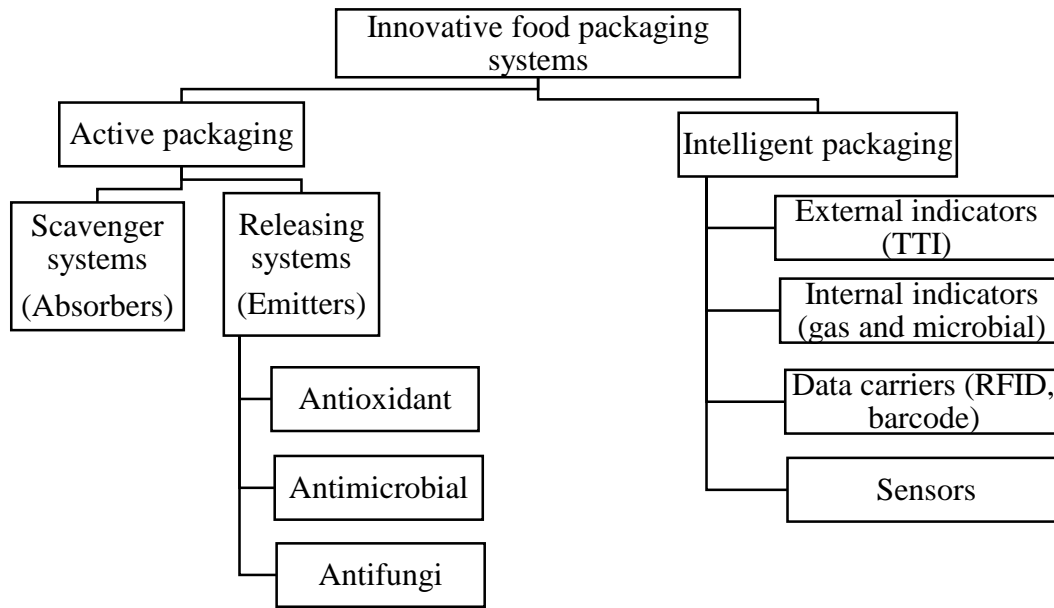 Innovative food packaging
systems
Active packaging
Intelligent packaging
Scavenger
systems
(Absorbers)
Releasing
systems
(Emitters)
External indicators
(TTI)
Internal indicators
(gas and microbial)
Data carriers (RFID,
barcode)
Sensors
Antioxidant
Antimicrobial
Antifungi